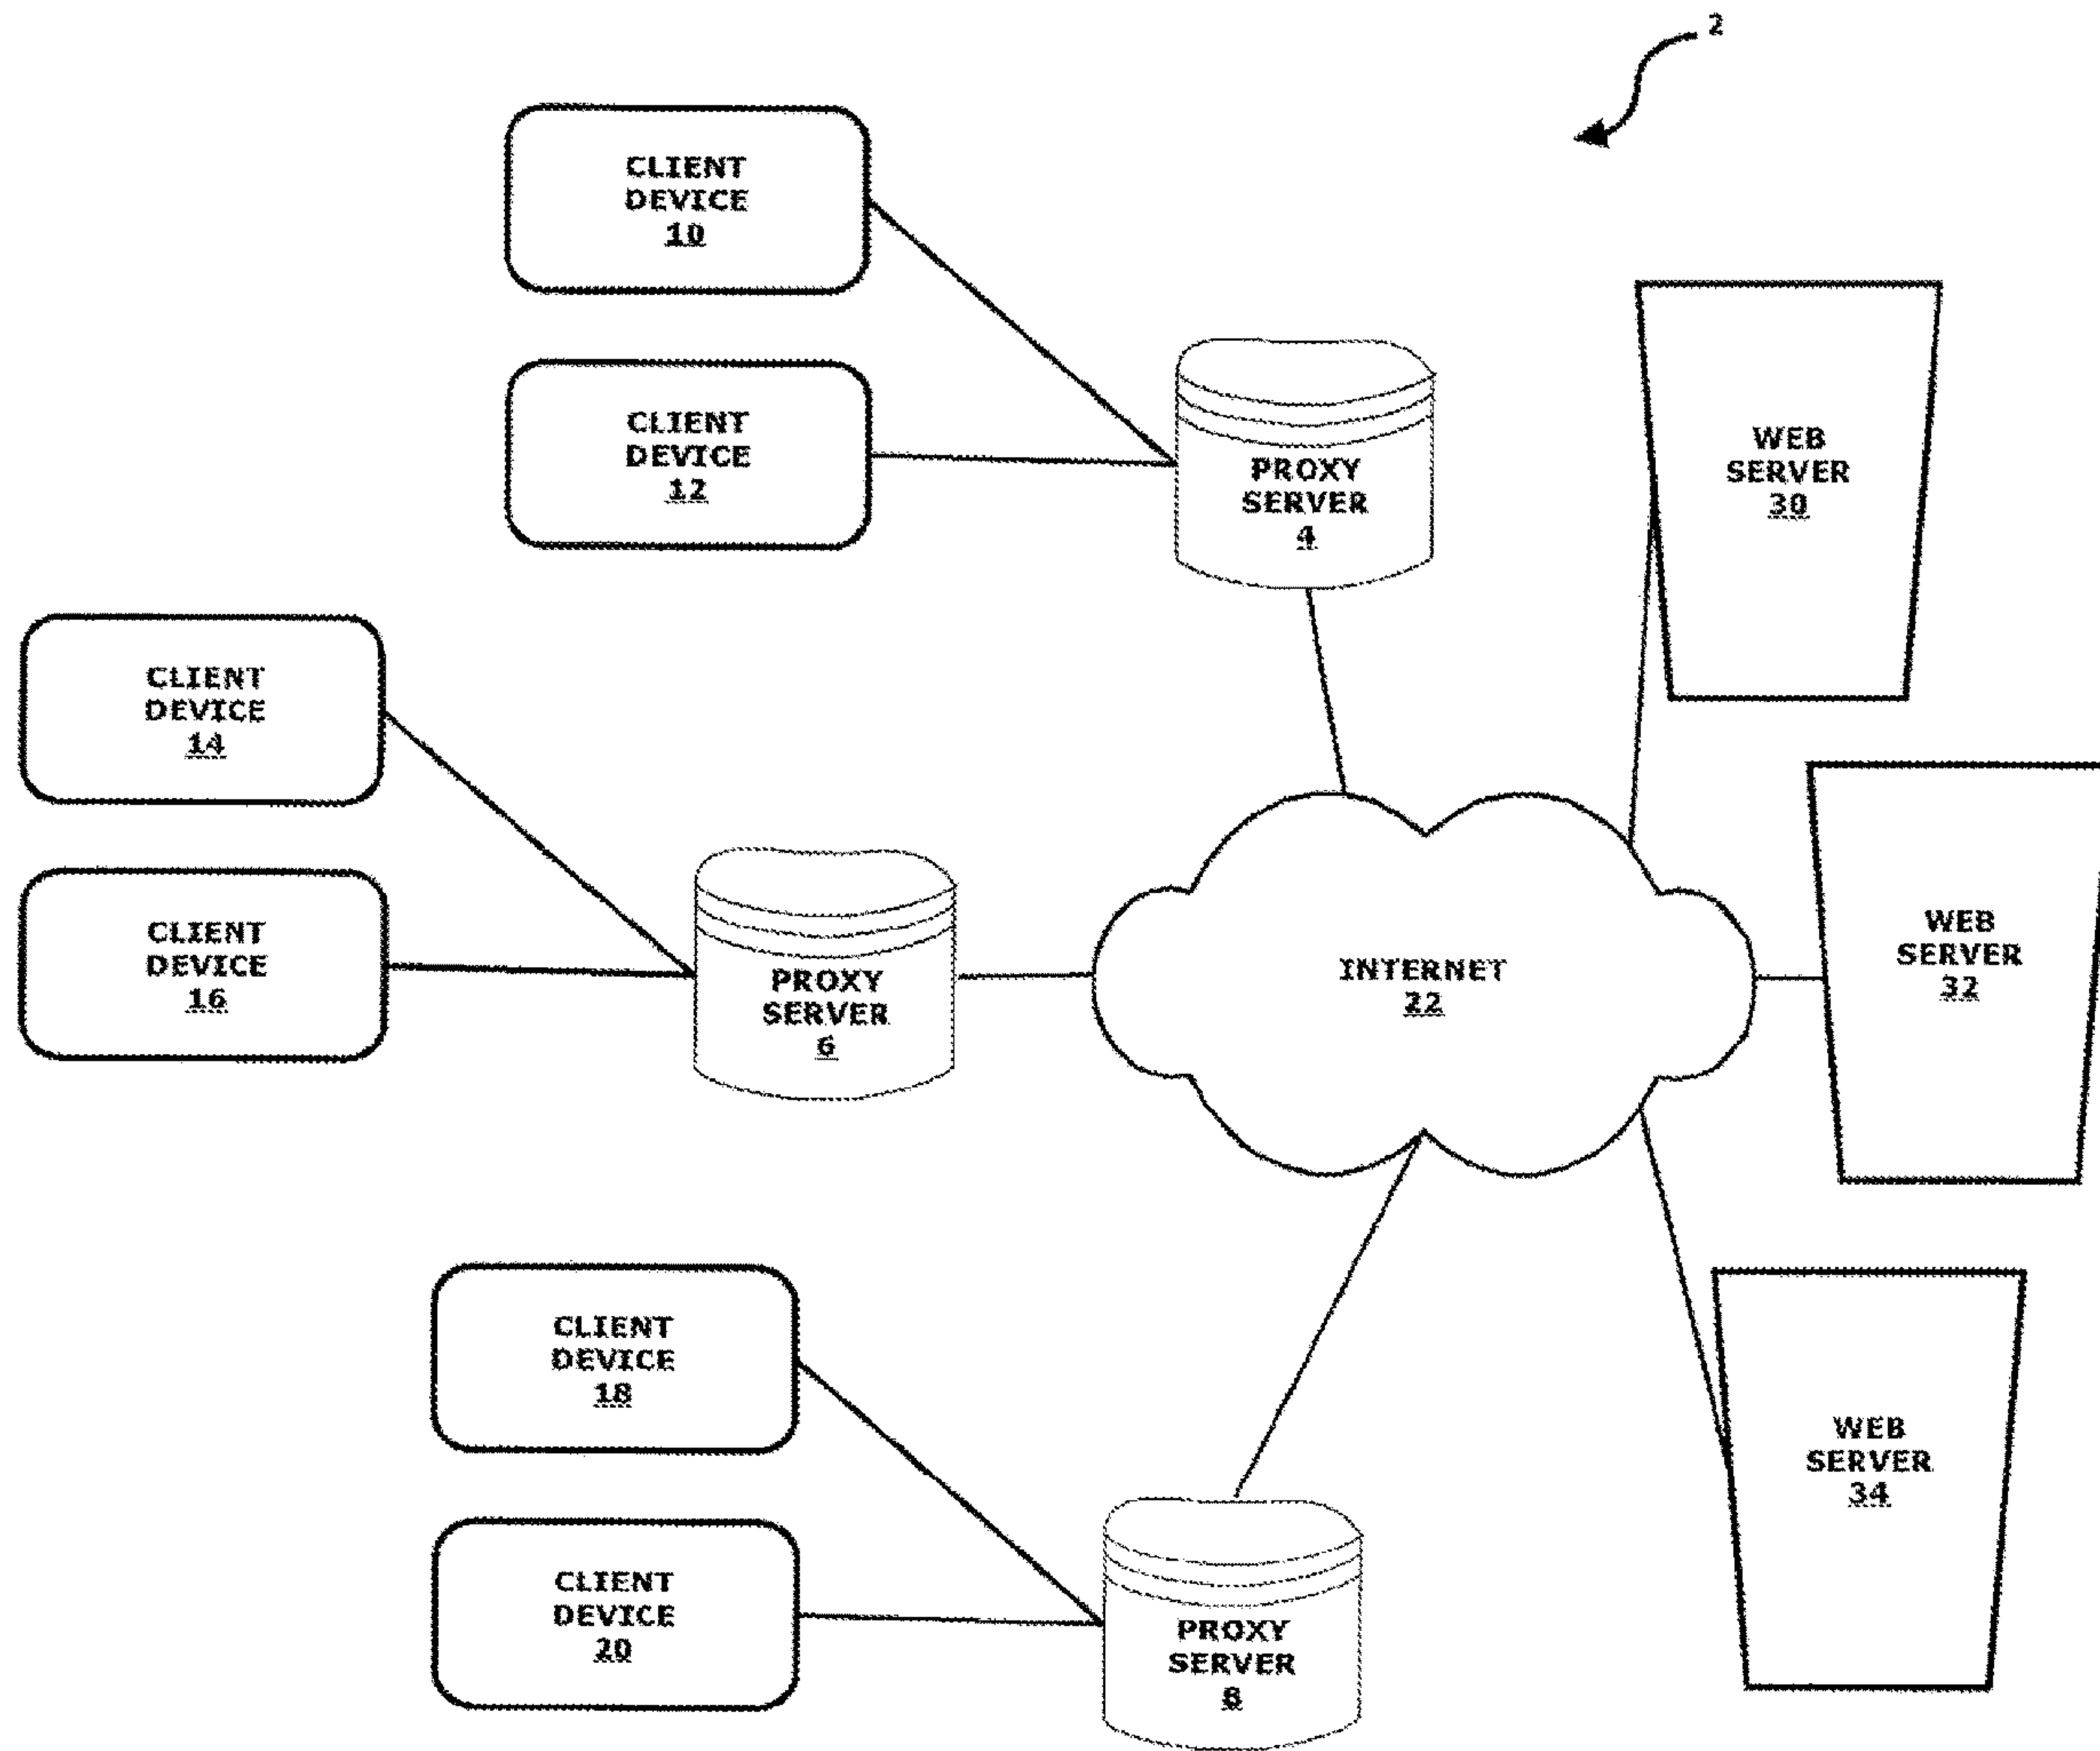 2
CLIENT
DEVICE
10
CLIENT
DEVICE
12
PROXY
SERVER
4
WEB
SERVER
30
CLIENT
DEVICE
14
CLIENT
DEVICE
16
PROXY
SERVER
6
INTERNET
22
WEB
SERVER
32
CLIENT
DEVICE
18
CLIENT
DEVICE
20
PROXY
SERVER
8
WEB
SERVER
34